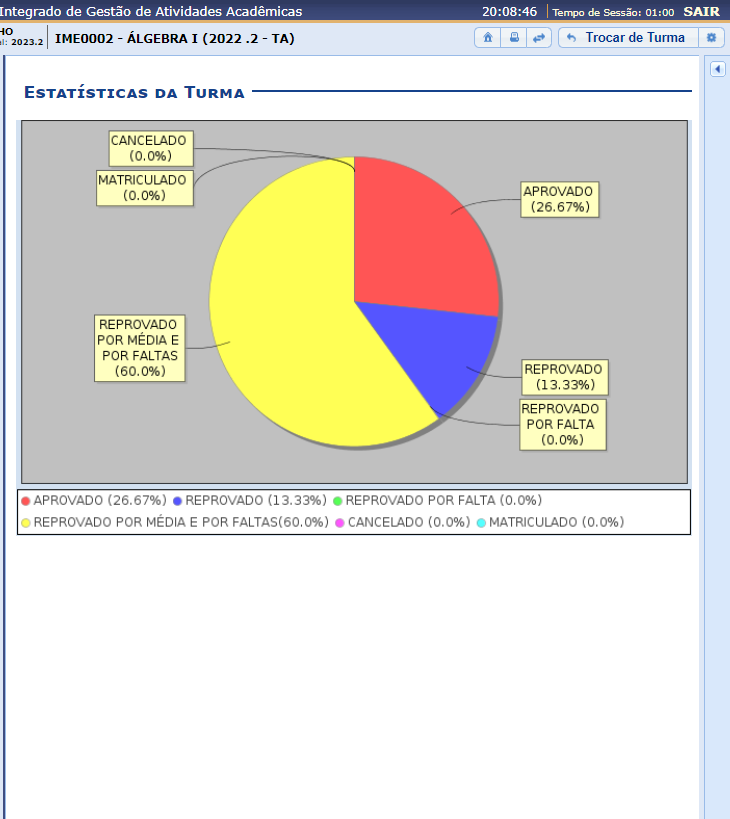 Integrado de Gestão de Atividades Acadêmicas 20:08:46 Tempo de Sessão: 01:00 SAIR
HO
el: 2023.2 IME0002 - ÁLGEBRA I (2022 .2 - TA) Trocar de Turma
ESTATÍSTICAS DA TURMA
CANCELADO
(0.0%)
MATRICULADO
(0.0%)
APROVADO
(26.67%)
REPROVADO
POR MÉDIA E
POR FALTAS
(60.0%)
REPROVADO
(13.33%)
REPROVADO
POR FALTA
(0.0%)
APROVADO (26.67%) REPROVADO (13.33%) REPROVADO POR FALTA (0.0%)
REPROVADO POR MÉDIA E POR FALTAS(60.0%) CANCELADO (0.0%) MATRICULADO (0.0%)